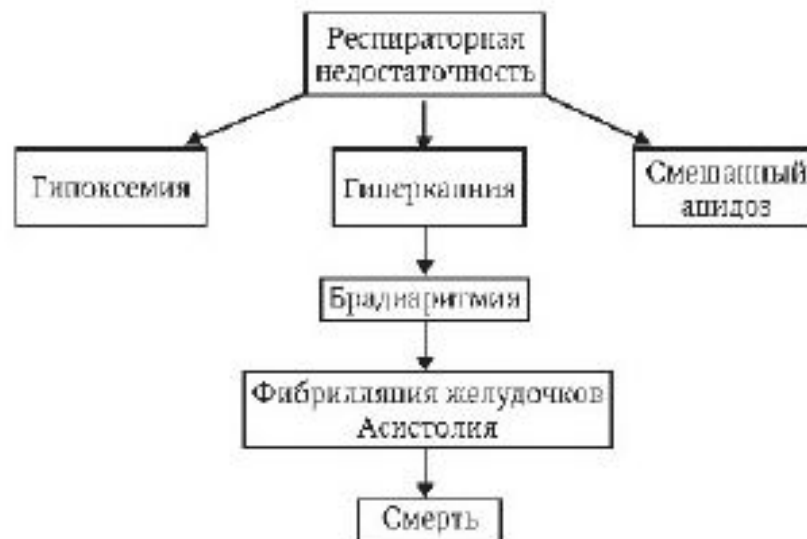 Респираторная
недостаточность
Гипоксемия
Гиперкапния
Смешанный
ацидоз
Брадиаритмия
Фибрилляция желудочков
Асистолия
Смерть